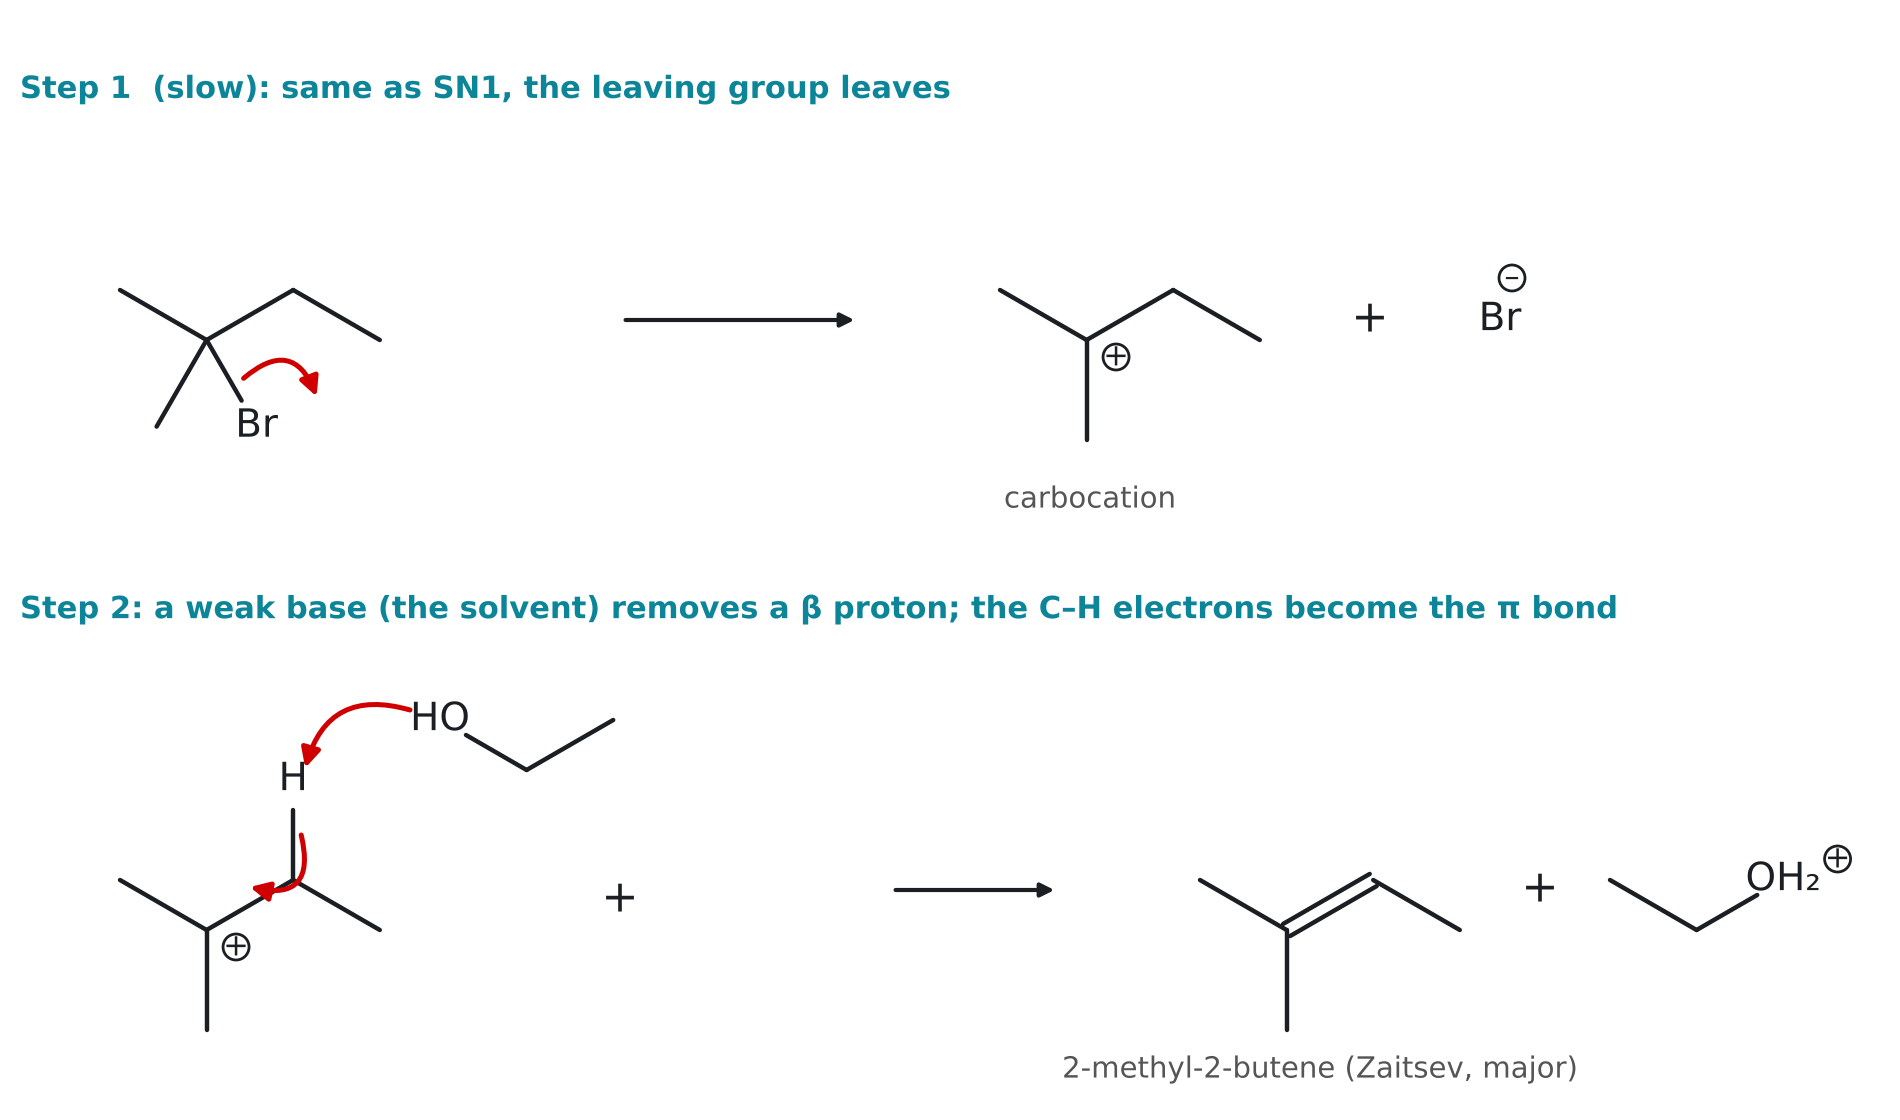 Step 1  (slow): same as SN1, the leaving group leaves
Br
⊕
+
⊖
Br
carbocation
Step 2: a weak base (the solvent) removes a β proton; the C–H electrons become the π bond
HO
H
⊕
+
+
OH₂⊕
2-methyl-2-butene (Zaitsev, major)